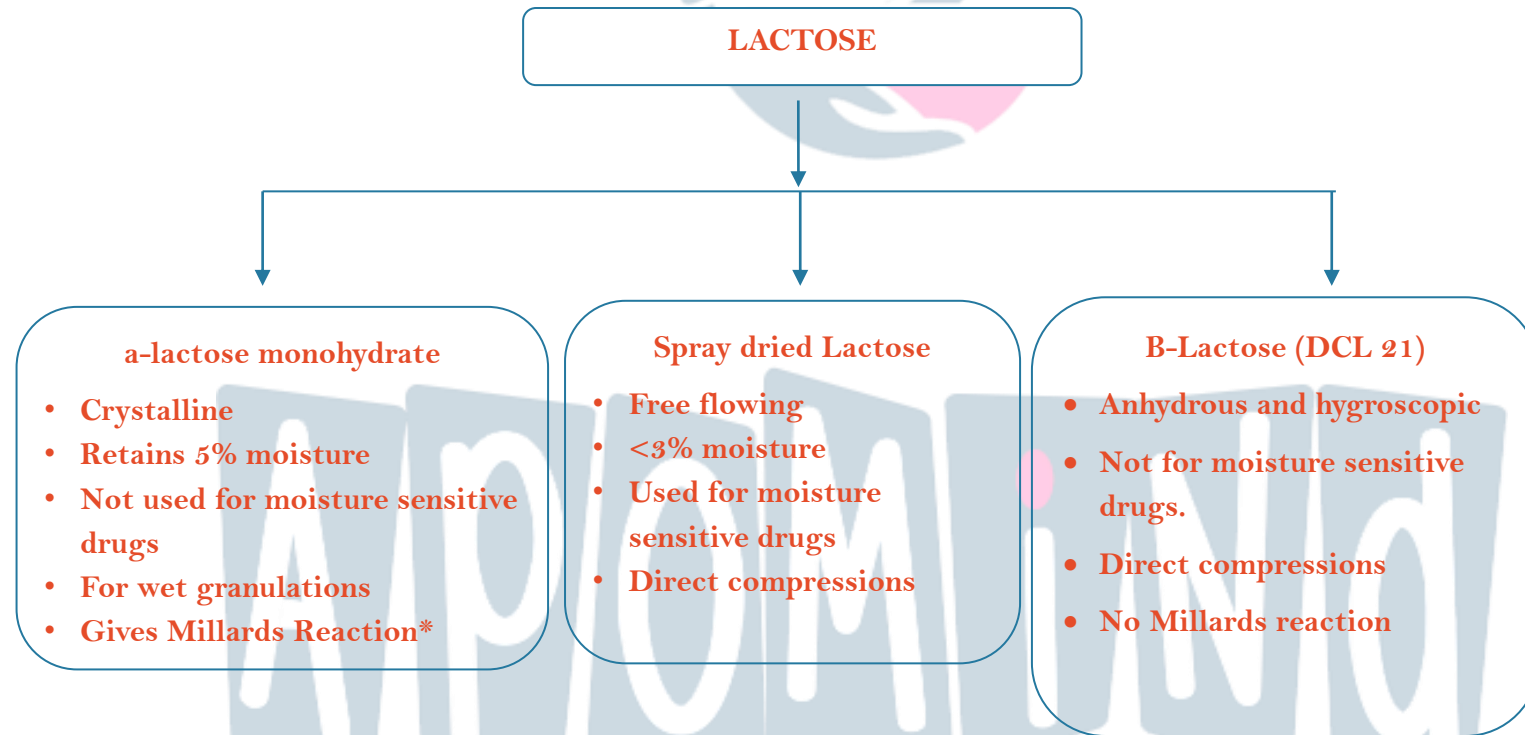 LACTOSE
a-lactose monohydrate
• Crystalline
• Retains 5% moisture
• Not used for moisture sensitive
drugs
• For wet granulations
• Gives Millards Reaction*
Spray dried Lactose
• Free flowing
• <3% moisture
• Used for moisture
sensitive drugs
• Direct compressions
B-Lactose (DCL 21)
• Anhydrous and hygroscopic
• Not for moisture sensitive
drugs.
• Direct compressions
• No Millards reaction
APOMiNd